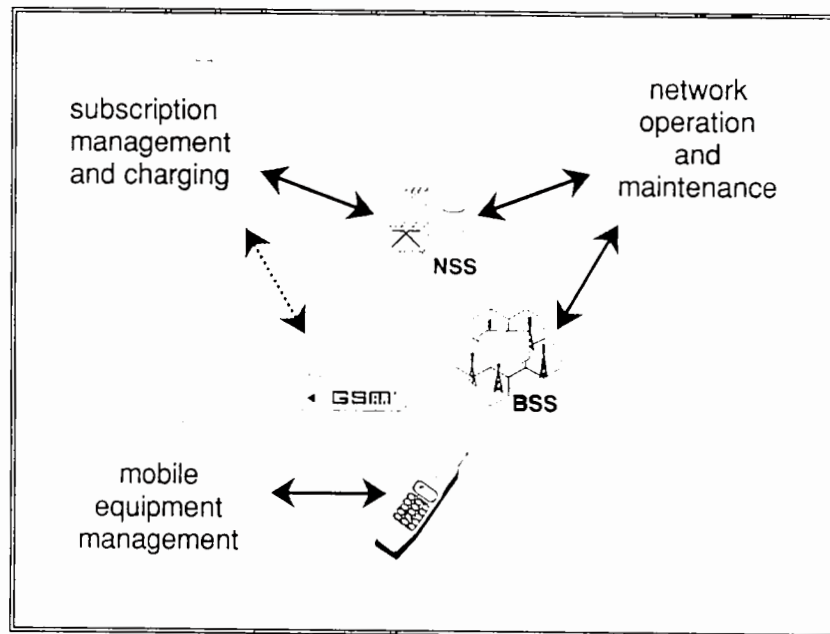 subscription
management
and charging
network
operation
and
maintenance
NSS
GSM
BSS
mobile
equipment
management